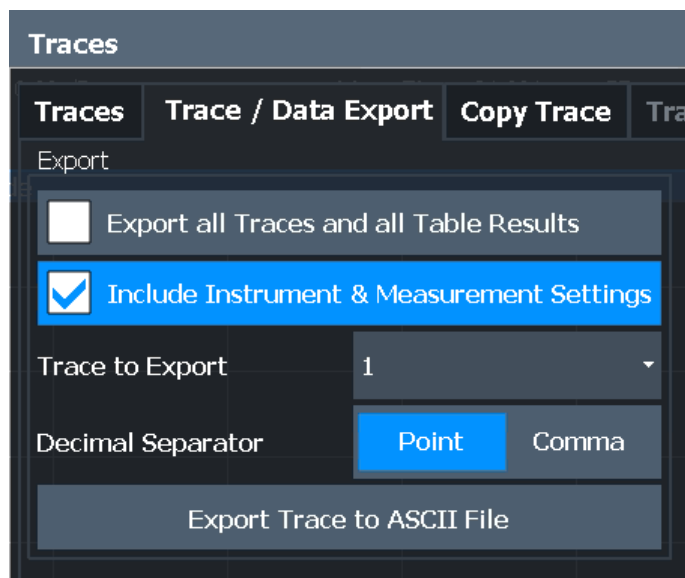 Traces
Traces Trace / Data Export Copy Trace
Export
Export all Traces and all Table Results
Include Instrument & Measurement Settings
Trace to Export 1
Decimal Separator Point Comma
Export Trace to ASCII File